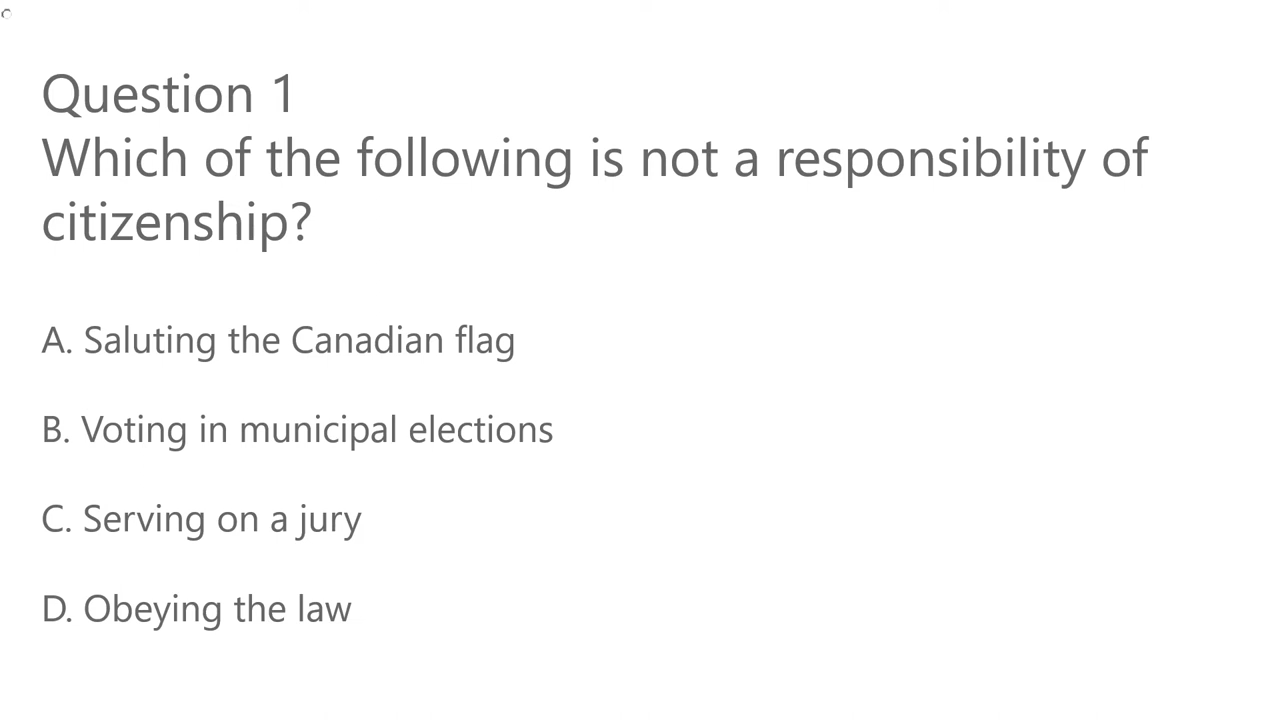 Question 1
Which of the following is not a responsibility of
citizenship?
A. Saluting the Canadian flag
B. Voting in municipal elections
C. Serving on a jury
D. Obeying the law